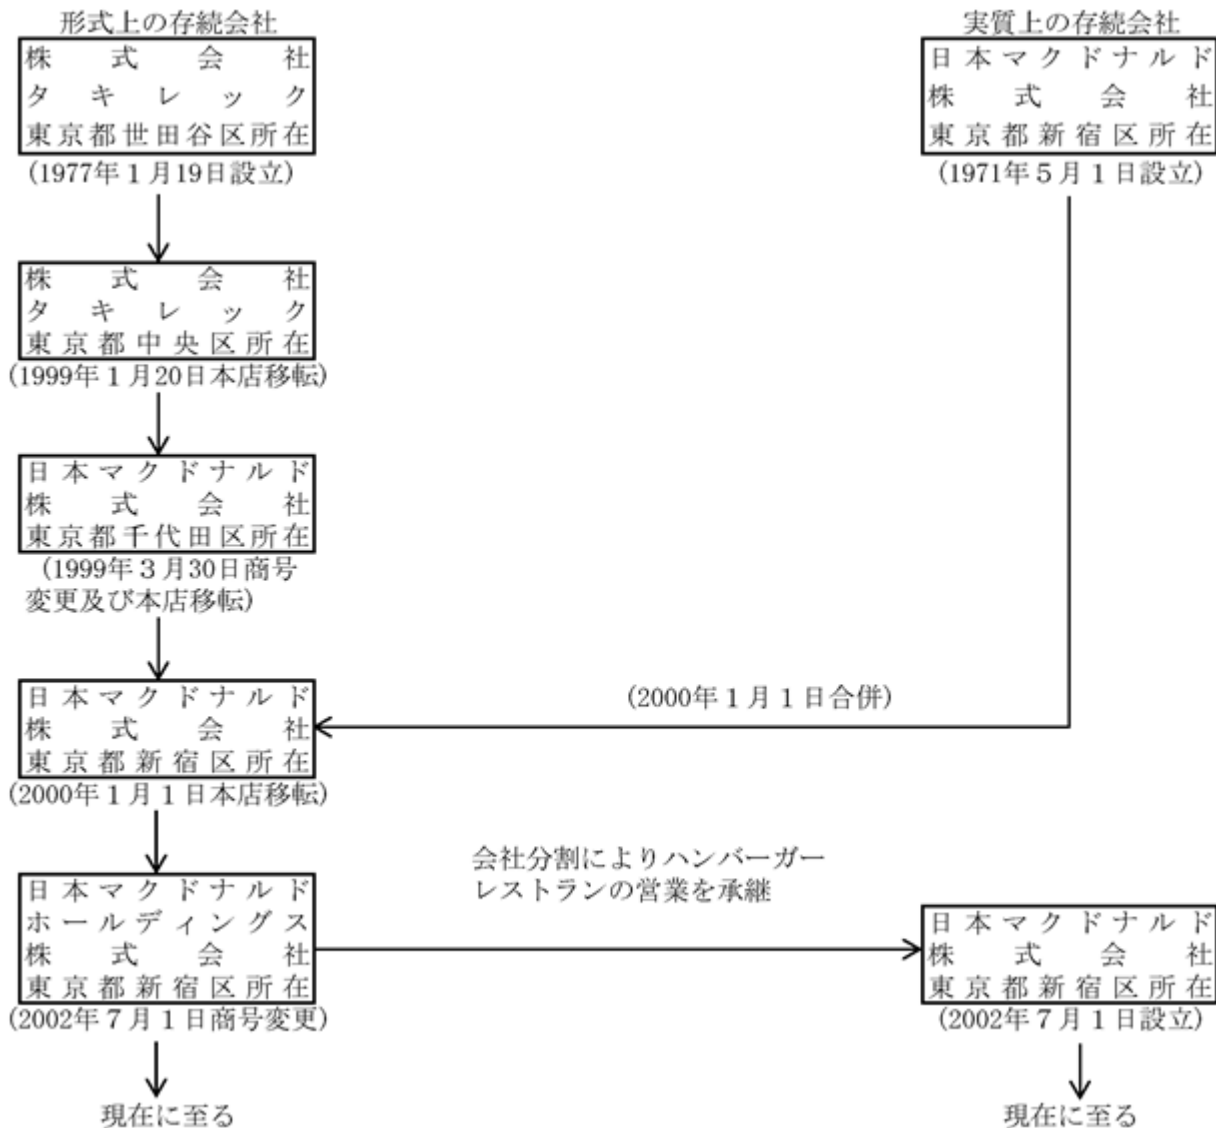 形式上の存続会社
株式会社
タキレック
東京都世田谷区所在
(1977年１月19日設立)
株式会社
タキレック
東京都中央区所在
(1999年１月20日本店移転)
日本マクドナルド
株式会社
東京都千代田区所在
(1999年３月30日商号
変更及び本店移転)
日本マクドナルド
株式会社
東京都新宿区所在
(2000年１月１日本店移転)
日本マクドナルド
ホールディングス
株式会社
東京都新宿区所在
(2002年７月１日商号変更)
現在に至る
実質上の存続会社
日本マクドナルド
株式会社
東京都新宿区所在
(1971年５月１日設立)
(2000年１月１日合併)
会社分割によりハンバーガー
レストランの営業を承継
日本マクドナルド
株式会社
東京都新宿区所在
(2002年７月１日設立)
現在に至る